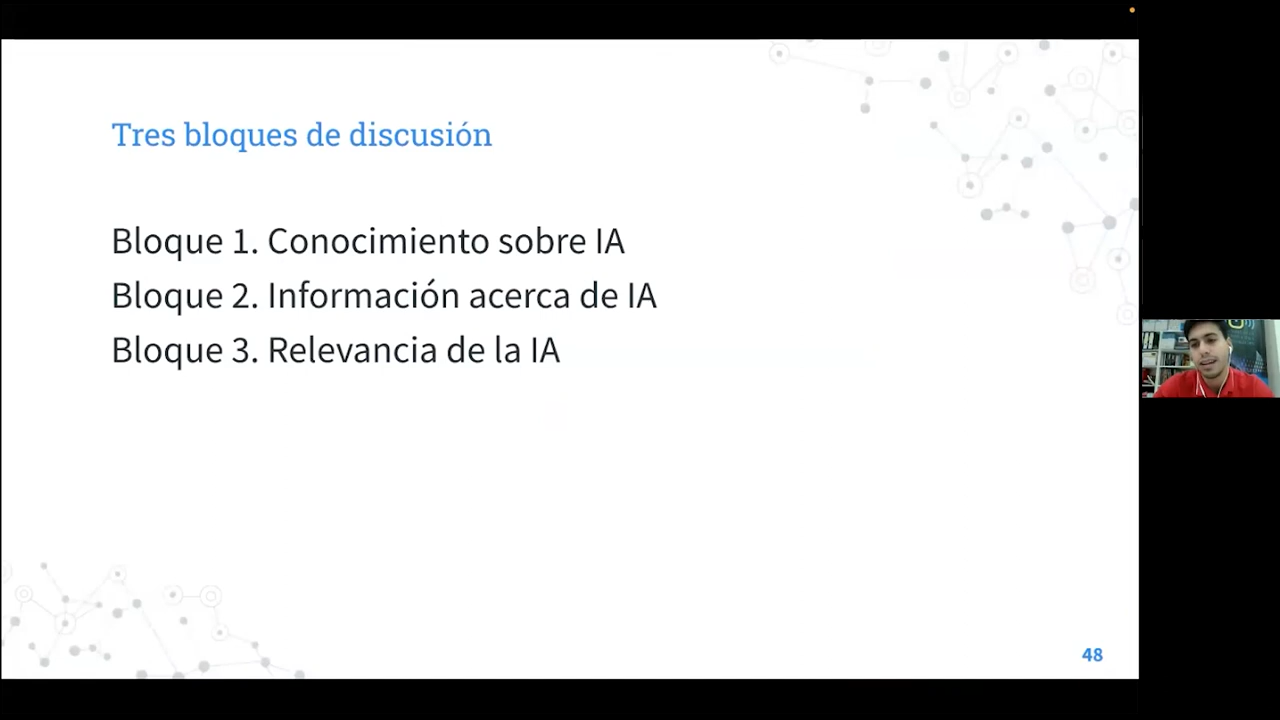 Tres bloques de discusión
Bloque 1. Conocimiento sobre IA
Bloque 2. Información acerca de IA
Bloque 3. Relevancia de la IA
48